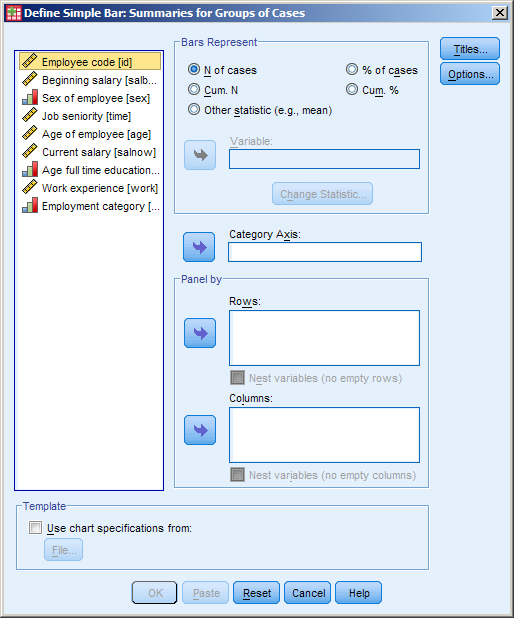 Define Simple Bar: Summaries for Groups of Cases
Employee code [id]
Beginning salary [salb...
Sex of employee [sex]
Job seniority [time]
Age of employee [age]
Current salary [salnow]
Age full time education...
Work experience [work]
Employment category [...
Bars Represent
N of cases
% of cases
Cum. N
Cum. %
Other statistic (e.g., mean)
Variable:
Change Statistic...
Category Axis:
Panel by
Rows:
Nest variables (no empty rows)
Columns:
Nest variables (no empty columns)
Titles...
Options...
Template
Use chart specifications from:
File...
OK
Paste
Reset
Cancel
Help